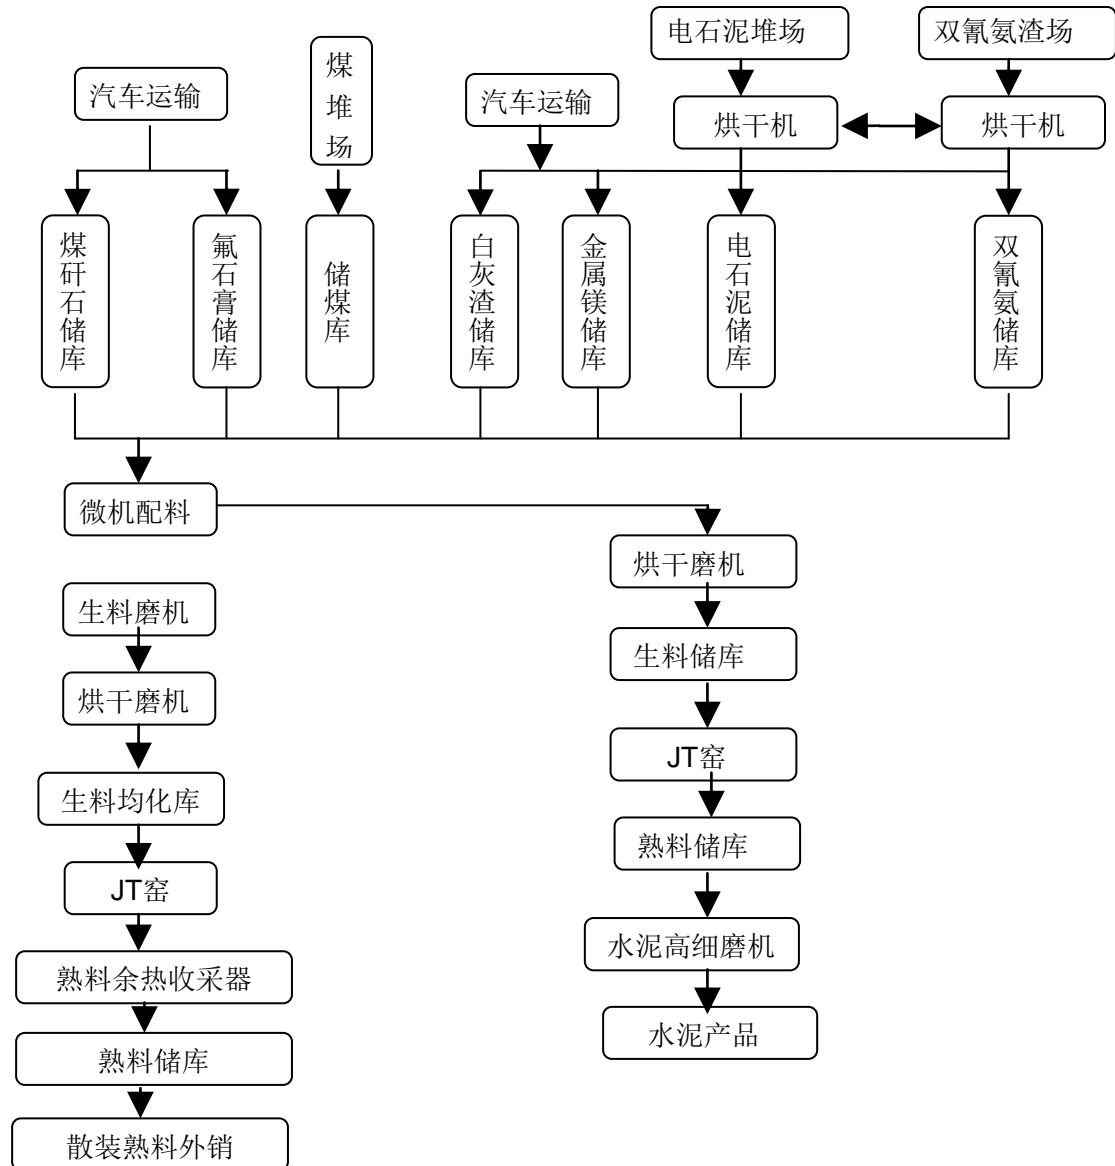 电石泥堆场
双氰氨渣场
煤堆场
汽车运输
汽车运输
烘干机
烘干机
煤矸石储库
氟石膏储库
储煤库
白灰渣储库
金属镁储库
电石泥储库
双氰氨储库
微机配料
烘干磨机
生料磨机
生料储库
烘干磨机
JT窑
生料均化库
熟料储库
JT窑
水泥高细磨机
熟料余热收采器
水泥产品
熟料储库
散装熟料外销